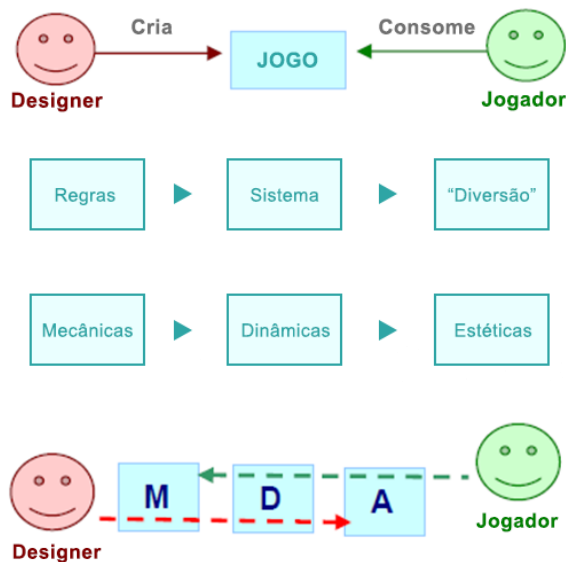 Cria
Consome
JOGO
Designer
Jogador
Regras
Sistema
“Diversão”
Mecânicas
Dinâmicas
Estéticas
M
D
A
Jogador
Designer